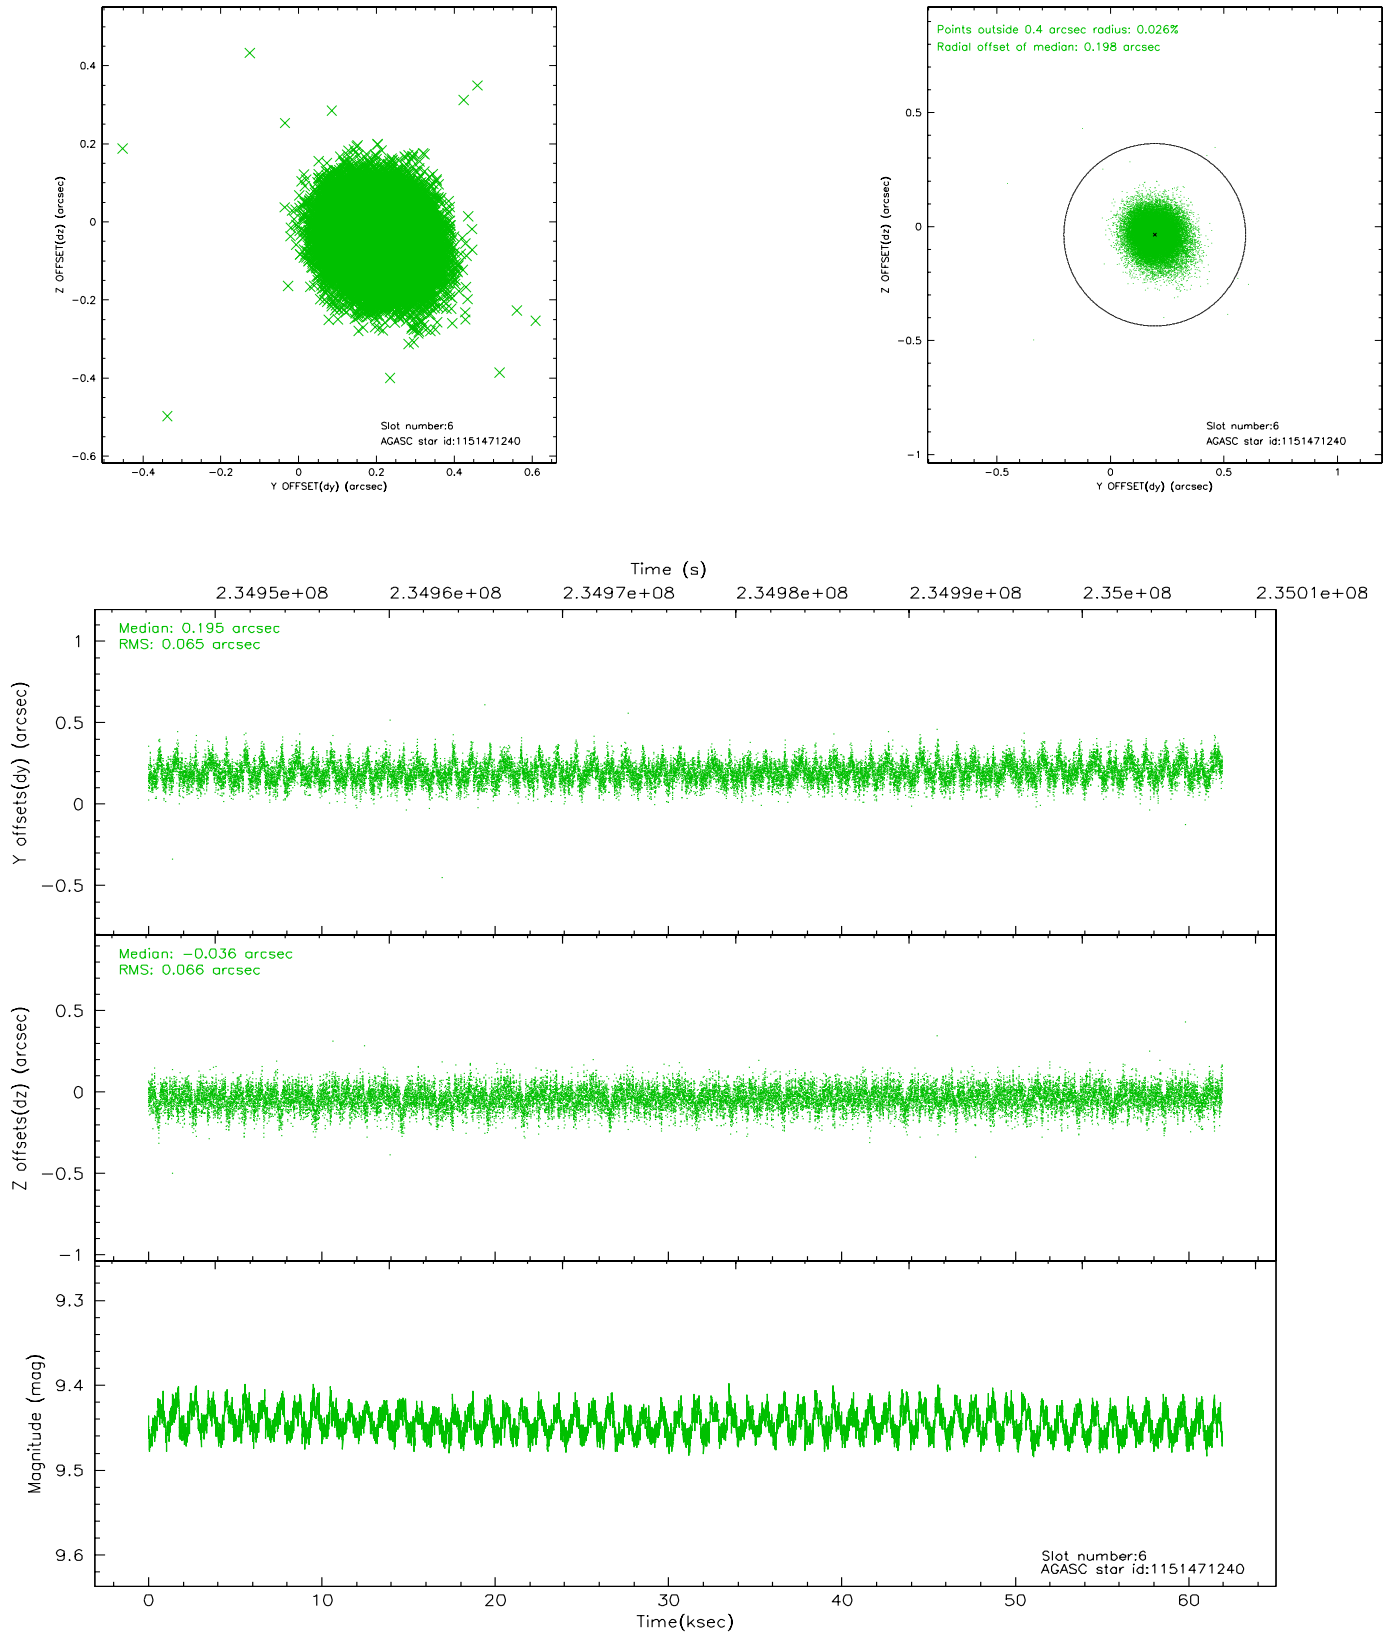 Points outside 0.4 arcsec radius: 0.026%
Radial offset of median: 0.198 arcsec
0.4
0.2
0
−0.2
−0.4
−0.6
Z OFFSET(dz) (arcsec)
−0.4
−0.2
0
0.2
0.4
0.6
Y OFFSET(dy) (arcsec)
Slot number:6
AGASC star id:1151471240
0.5
0
−0.5
−1
Z OFFSET(dz) (arcsec)
−0.5
0
0.5
1
Y OFFSET(dy) (arcsec)
Slot number:6
AGASC star id:1151471240
Time (s)
2.3495e+08
2.3496e+08
2.3497e+08
2.3498e+08
2.3499e+08
2.35e+08
2.3501e+08
Median: 0.195 arcsec
RMS: 0.065 arcsec
1
0.5
0
−0.5
Y offsets(dy) (arcsec)
Median: −0.036 arcsec
RMS: 0.066 arcsec
0.5
0
−0.5
−1
Z offsets(dz) (arcsec)
9.3
9.4
9.5
9.6
Magnitude (mag)
Slot number:6
AGASC star id:1151471240
0
10
20
30
40
50
60
Time(ksec)